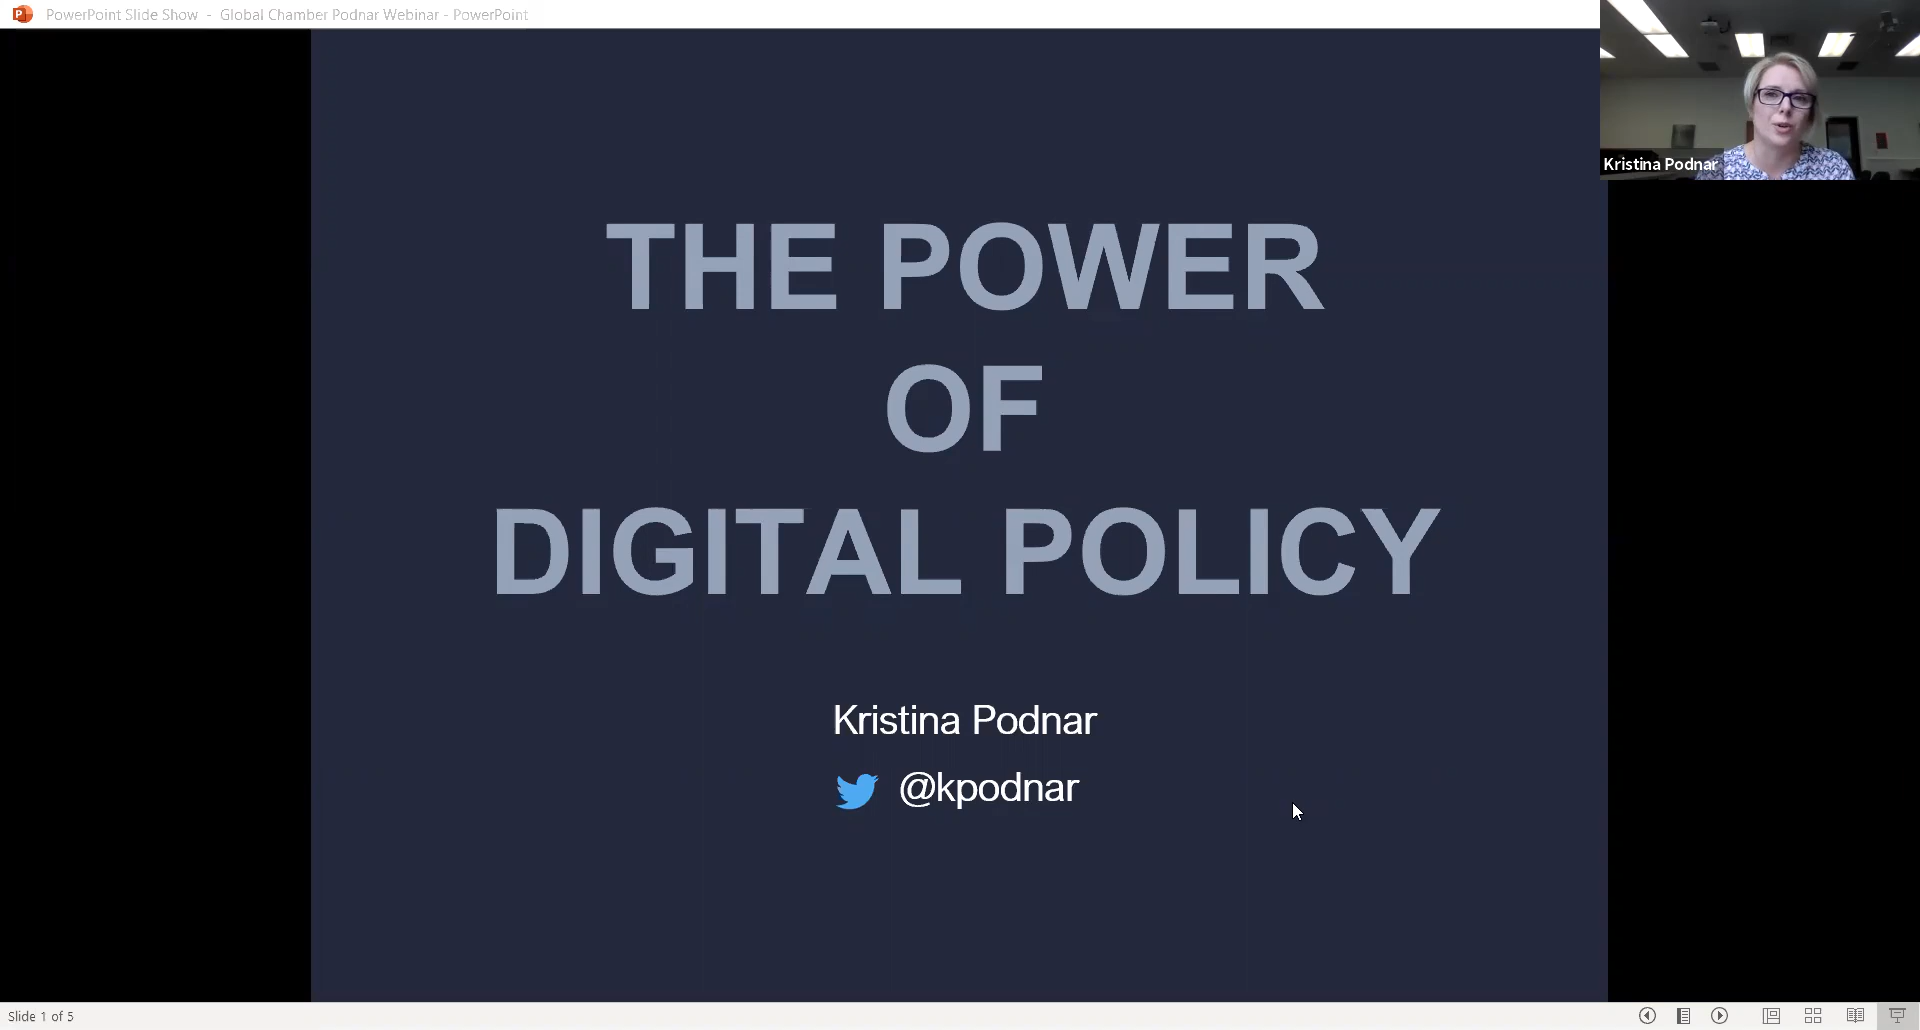 PowerPoint Slide Show - Global Chamber Podnar Webinar - PowerPoint
Kristina Podnar
THE POWER
OF
DIGITAL POLICY
Kristina Podnar
@kpodnar
Slide 1 of 5